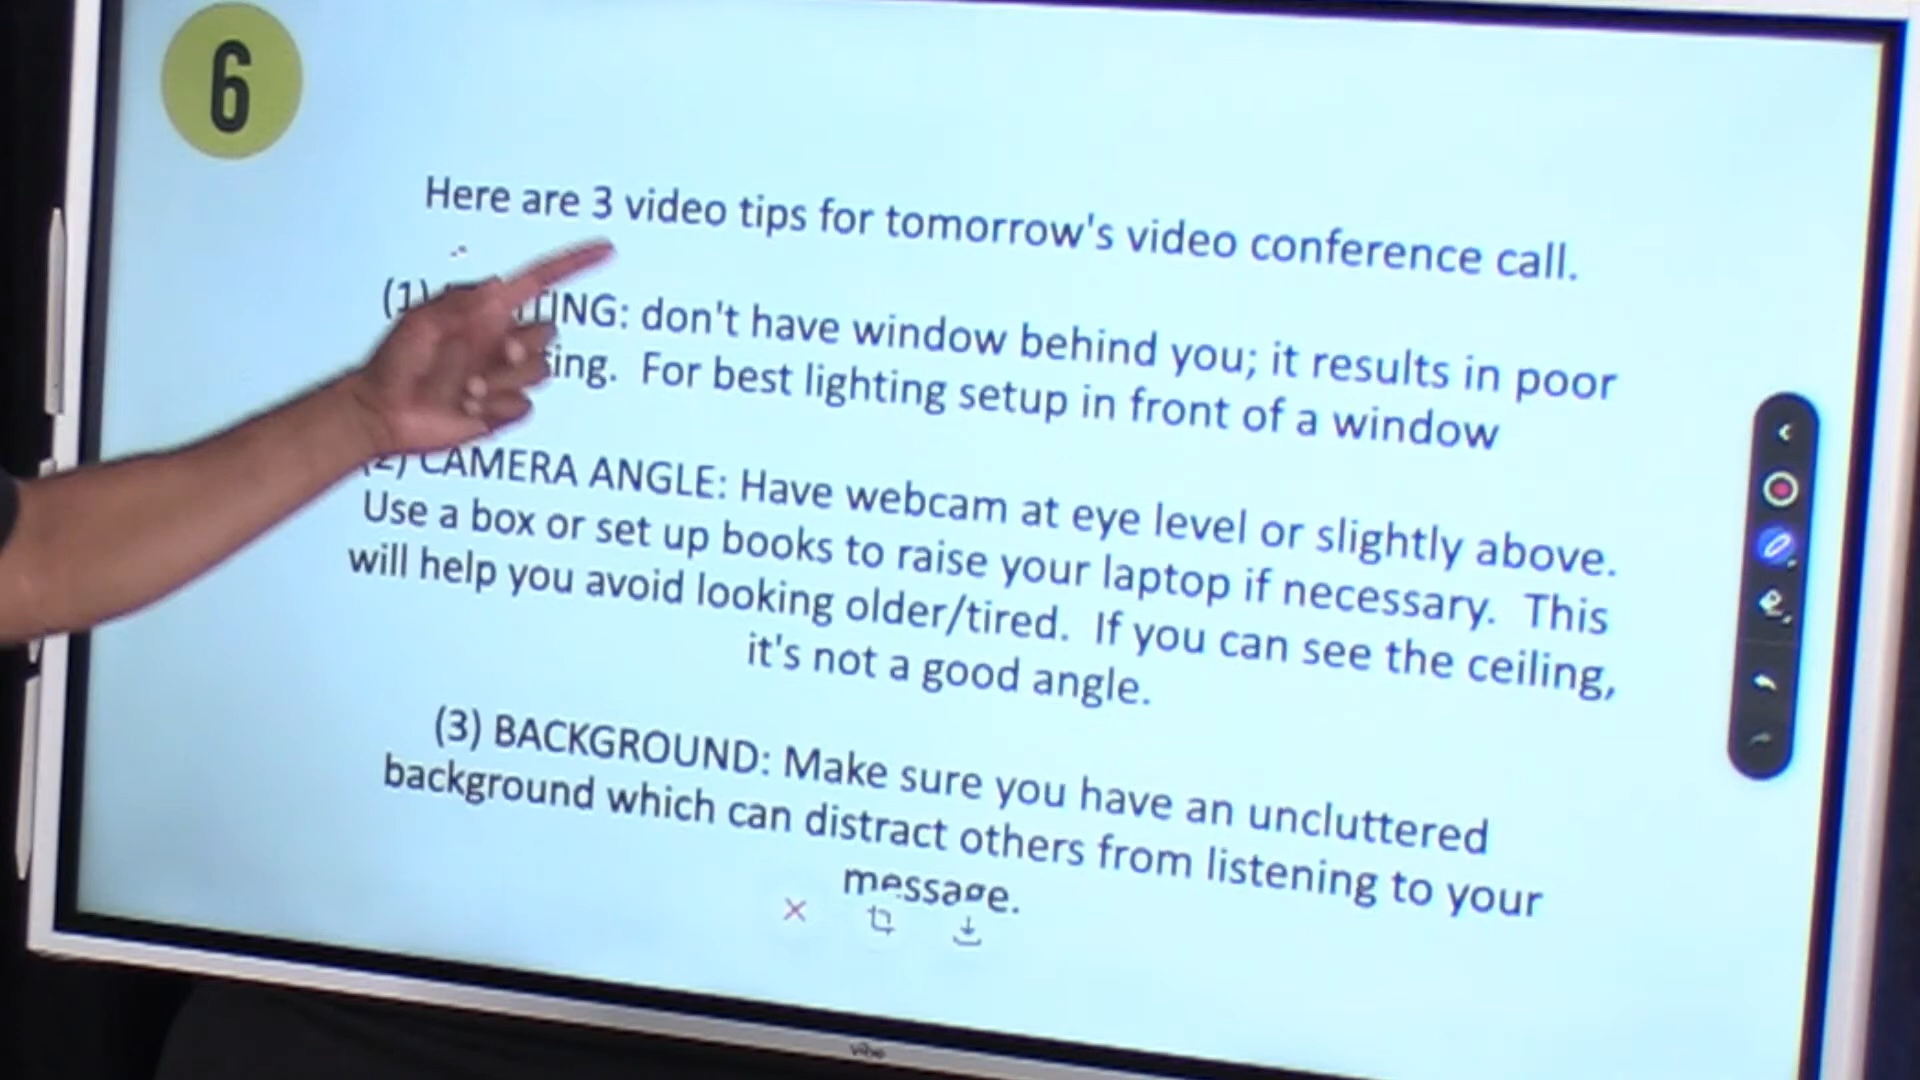 6
Here are 3 video tips for tomorrow's video conference call.
(1) TING: don't have window behind you; it results in poor
sing. For best lighting setup in front of a window
(2) CAMERA ANGLE: Have webcam at eye level or slightly above.
Use a box or set up books to raise your laptop if necessary. This
will help you avoid looking older/tired. If you can see the ceiling,
it's not a good angle.
(3) BACKGROUND: Make sure you have an uncluttered
background which can distract others from listening to your
message.
vibe